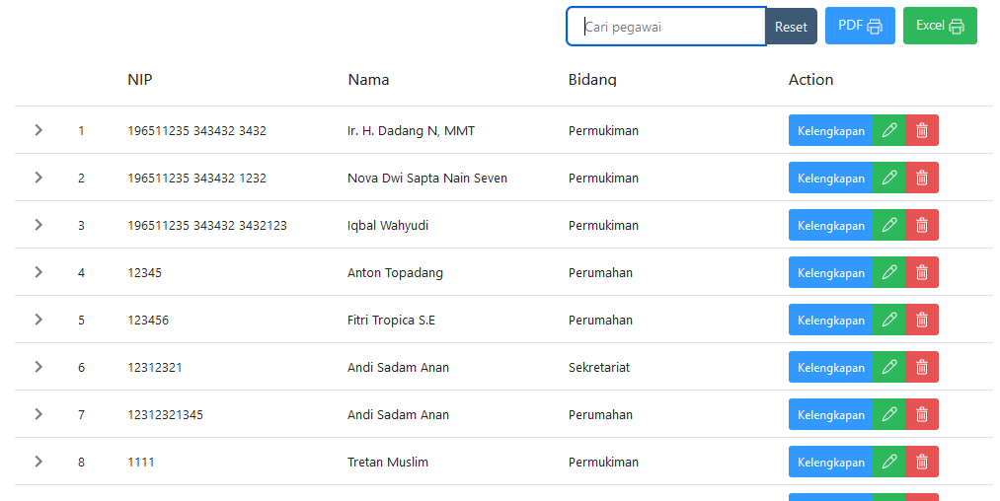 Cari pegawai Reset PDF Excel
NIP Nama Bidang Action
1 196511235 343432 3432 Ir. H. Dadang N, MMT Permukiman Kelengkapan
2 196511235 343432 1232 Nova Dwi Sapta Nain Seven Permukiman Kelengkapan
3 196511235 343432 3432123 Iqbal Wahyudi Permukiman Kelengkapan
4 12345 Anton Topadang Perumahan Kelengkapan
5 123456 Fitri Tropica S.E Perumahan Kelengkapan
6 12312321 Andi Sadam Anan Sekretariat Kelengkapan
7 12312321345 Andi Sadam Anan Perumahan Kelengkapan
8 1111 Tretan Muslim Permukiman Kelengkapan